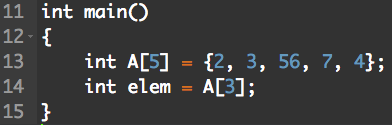 11 int main()
12 {
13     int A[5] = {2, 3, 56, 7, 4};
14     int elem = A[3];
15 }